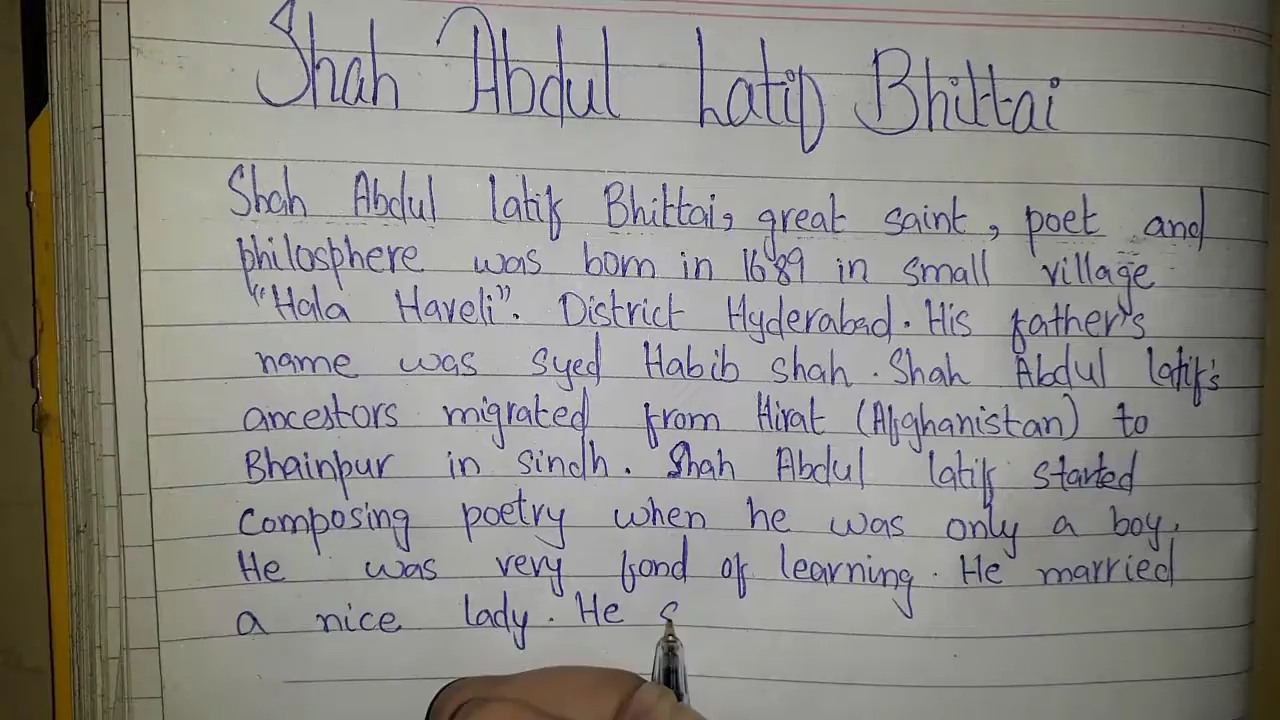 Shah Abdul Latif Bhittai
Shah Abdul latif Bhittai, great saint, poet and
philosphere was born in 1689 in small village
"Hala Haveli". District Hyderabad. His father's
name was syed Habib shah. Shah Abdul latif's
ancestors migrated from Hirat (Afghanistan) to
Bhainpur in sindh. Shah Abdul latif started
composing poetry when he was only a boy.
He was very fond of learning. He married
a nice lady. He s